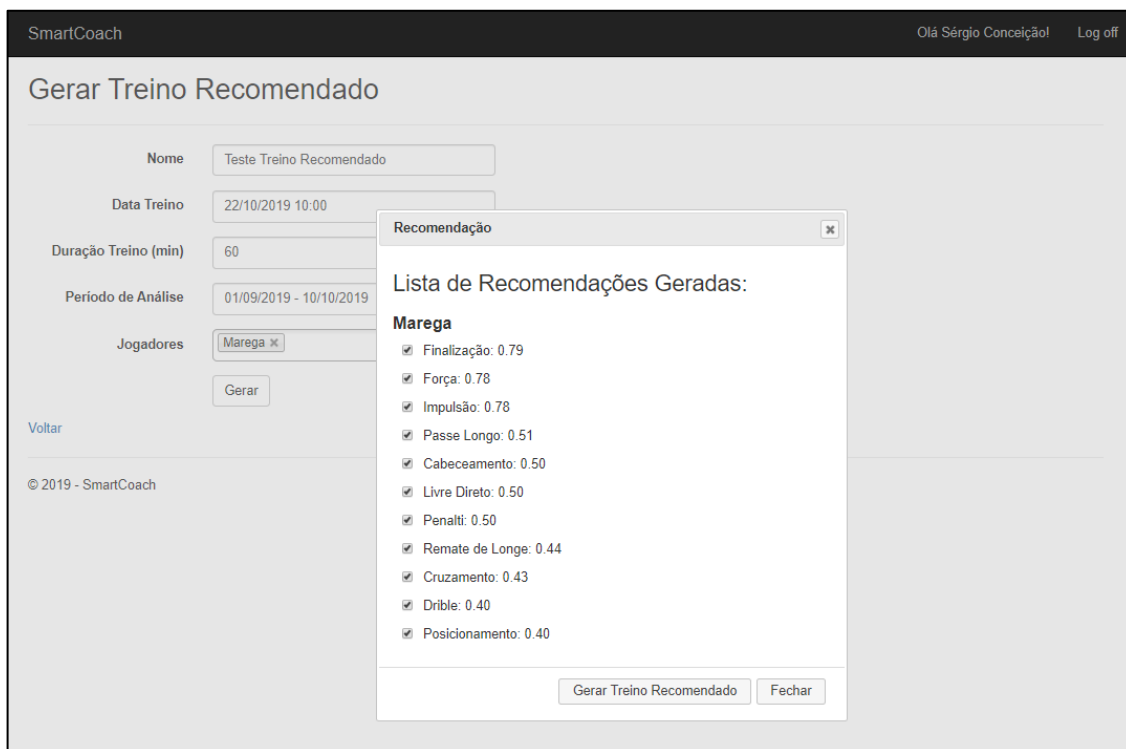 SmartCoach
Olá Sérgio Conceição!
Log off
Gerar Treino Recomendado
Nome
Teste Treino Recomendado
Data Treino
22/10/2019 10:00
Duração Treino (min)
60
Período de Análise
01/09/2019 - 10/10/2019
Jogadores
Marega ×
Gerar
Voltar
© 2019 - SmartCoach
Recomendação
Lista de Recomendações Geradas:
Marega
Finalização: 0.79
Força: 0.78
Impulsão: 0.78
Passe Longo: 0.51
Cabeceamento: 0.50
Livre Direto: 0.50
Penalti: 0.50
Remate de Longe: 0.44
Cruzamento: 0.43
Drible: 0.40
Posicionamento: 0.40
Gerar Treino Recomendado
Fechar